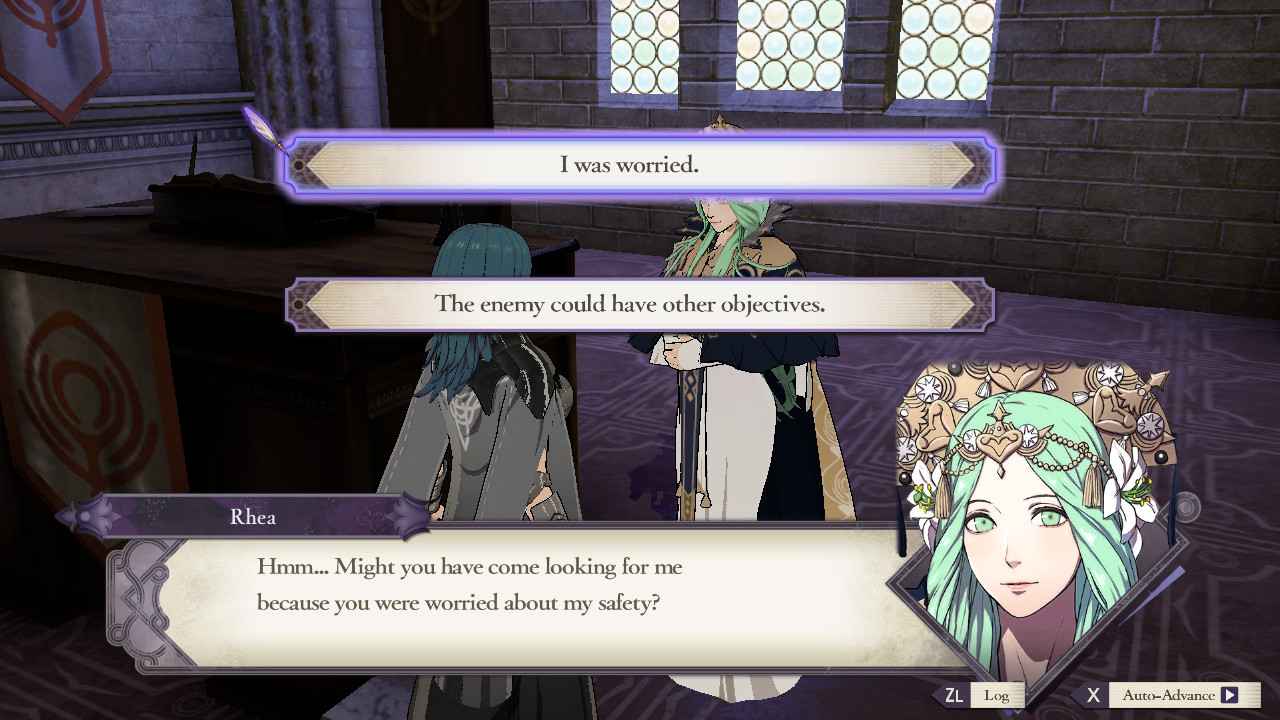 I was worried.
The enemy could have other objectives.
Rhea
Hmm... Might you have come looking for me
because you were worried about my safety?
ZL Log X Auto-Advance